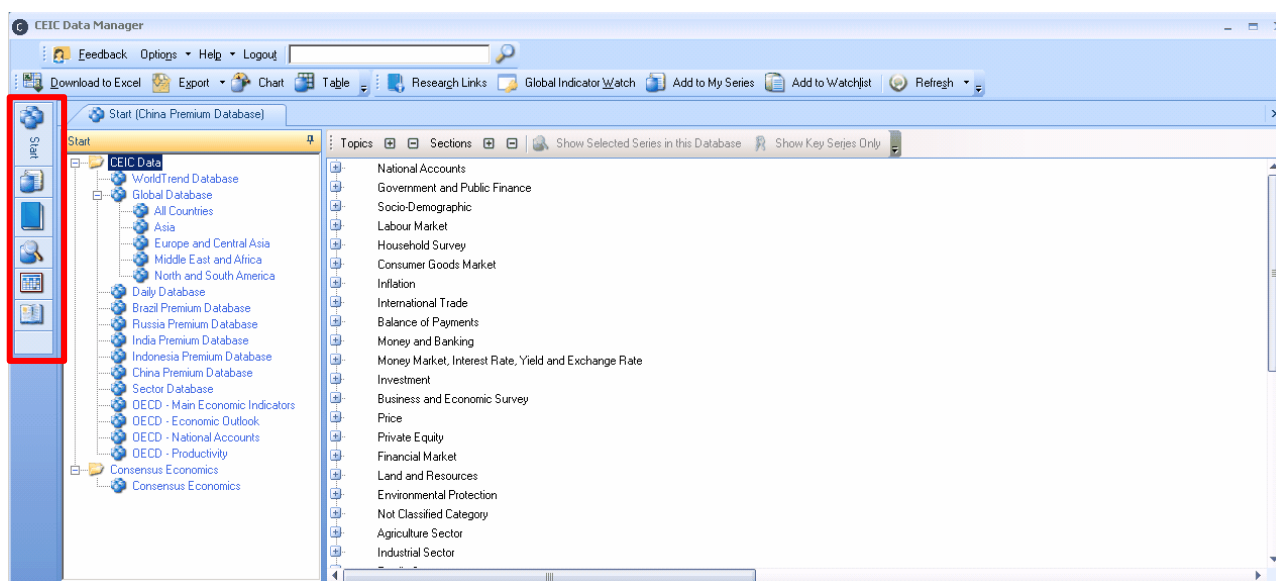 CEIC Data Manager
Feedback Options Help Logout
Download to Excel Export Chart Table Research Links Global Indicator Watch Add to My Series Add to Watchlist Refresh
Start
Start (China Premium Database)
Start
CEIC Data
WorldTrend Database
Global Database
All Countries
Asia
Europe and Central Asia
Middle East and Africa
North and South America
Daily Database
Brazil Premium Database
Russia Premium Database
India Premium Database
Indonesia Premium Database
China Premium Database
Sector Database
OECD - Main Economic Indicators
OECD - Economic Outlook
OECD - National Accounts
OECD - Productivity
Consensus Economics
Consensus Economics
Topics Sections Show Selected Series in this Database Show Key Series Only
National Accounts
Government and Public Finance
Socio-Demographic
Labour Market
Household Survey
Consumer Goods Market
Inflation
International Trade
Balance of Payments
Money and Banking
Money Market, Interest Rate, Yield and Exchange Rate
Investment
Business and Economic Survey
Price
Private Equity
Financial Market
Land and Resources
Environmental Protection
Not Classified Category
Agriculture Sector
Industrial Sector